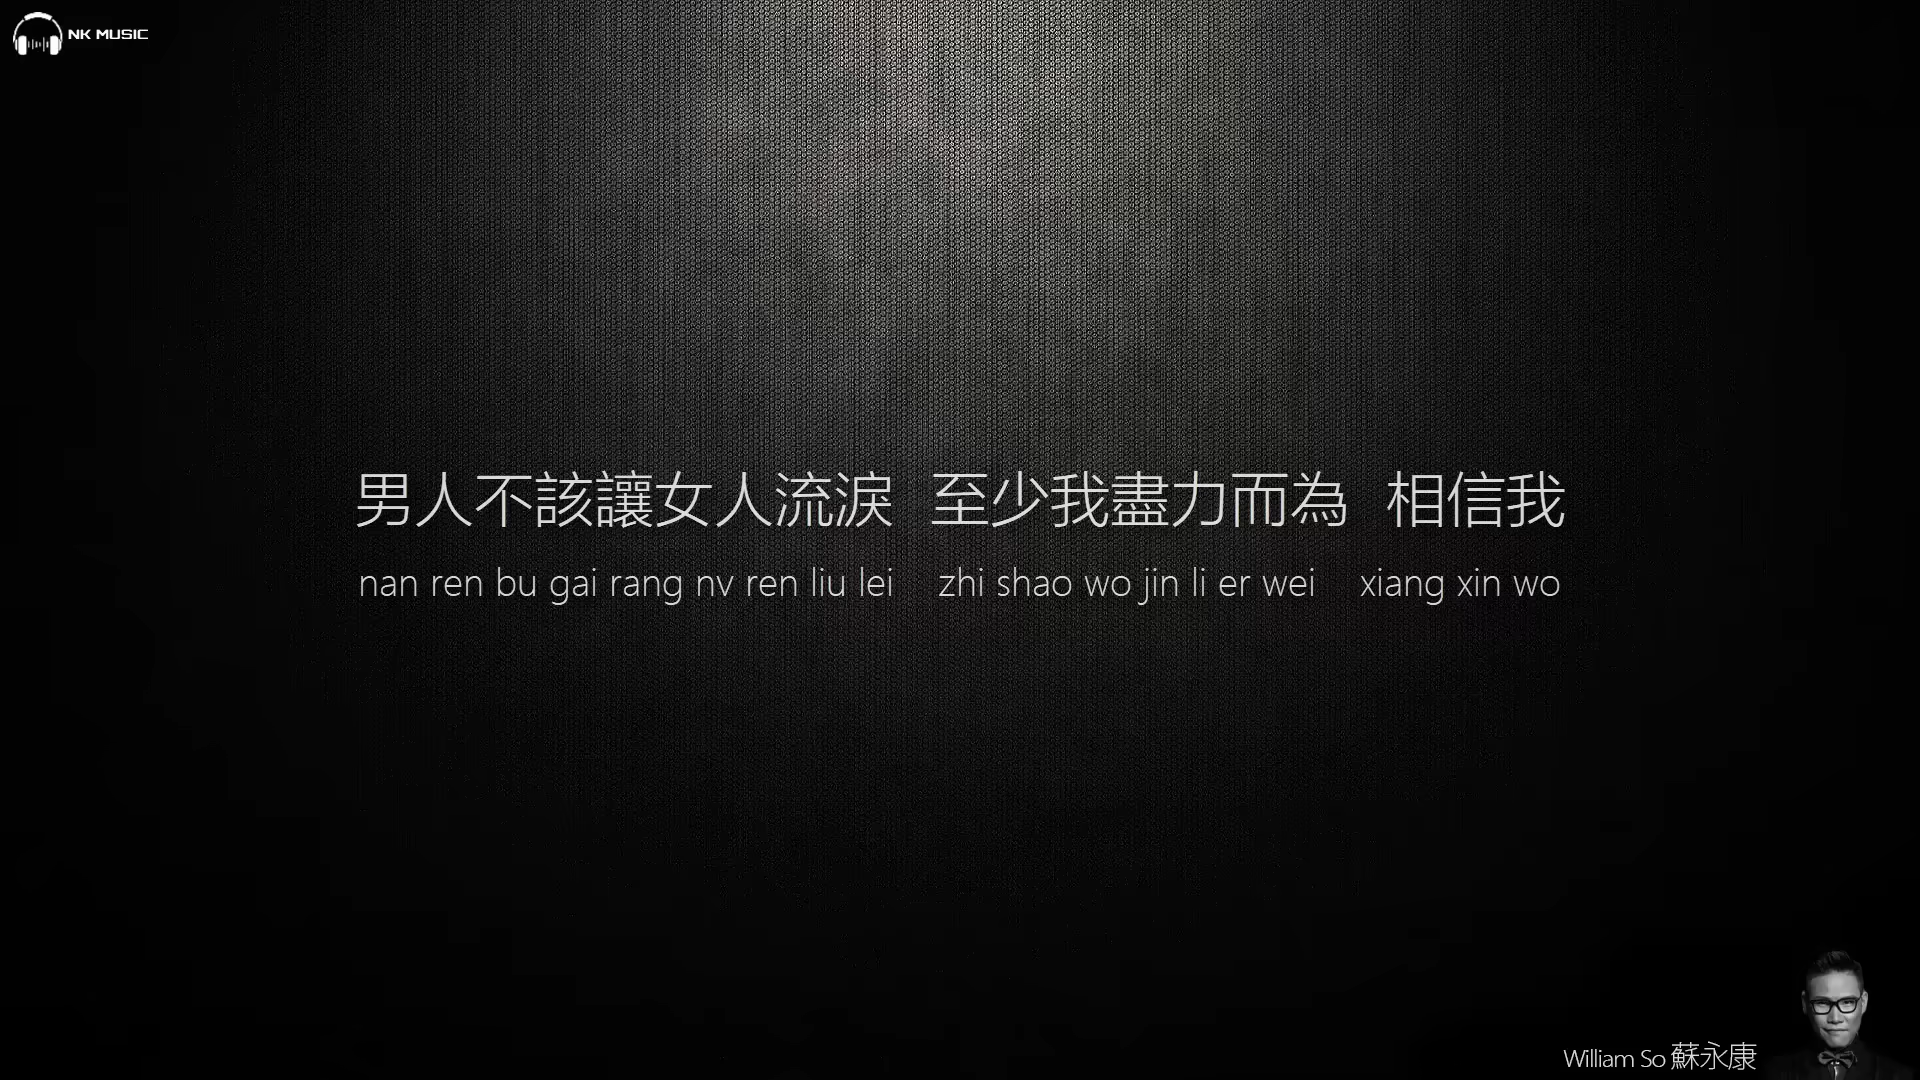 NK MUSIC
男人不該讓女人流淚 至少我盡力而為 相信我
nan ren bu gai rang nv ren liu lei zhi shao wo jin li er wei xiang xin wo
William So 蘇永康